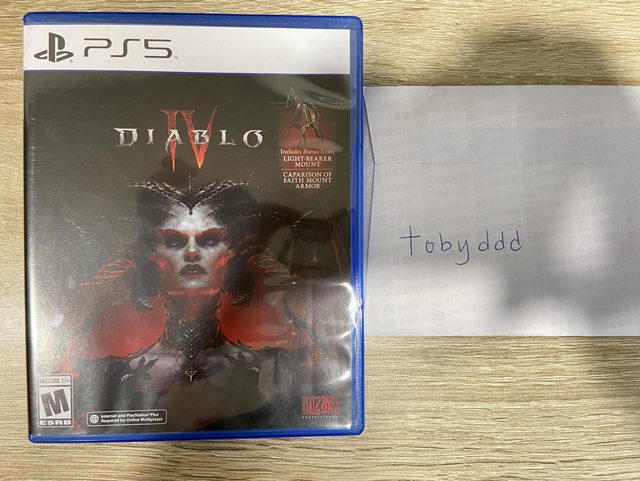 PS5
DIABLO
IV
Includes Bonus Items
LIGHT-BEARER
MOUNT
CAPARISON OF
FAITH MOUNT
ARMOR
tobyddd
MATURE 17+
M
ESRB
Internet and PlayStation Plus
Required for Online Multiplayer
BLIZZARD
ENTERTAINMENT